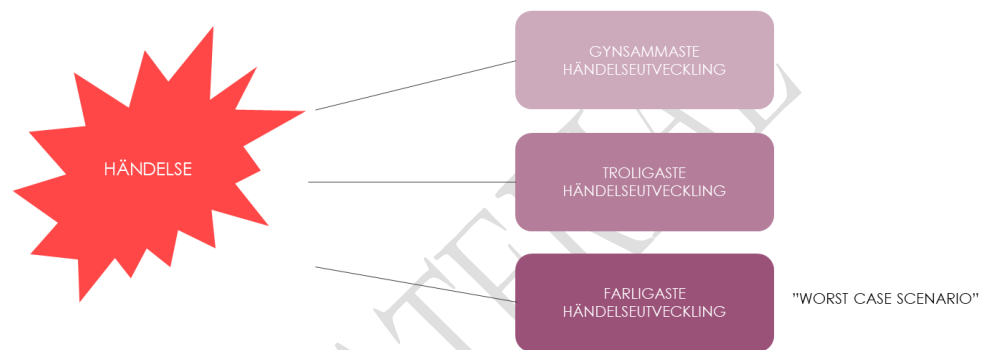 GYNSAMMASTE
HÄNDELSEUTVECKLING
HÄNDELSE
TROLIGASTE
HÄNDELSEUTVECKLING
FARLIGASTE
HÄNDELSEUTVECKLING
”WORST CASE SCENARIO”